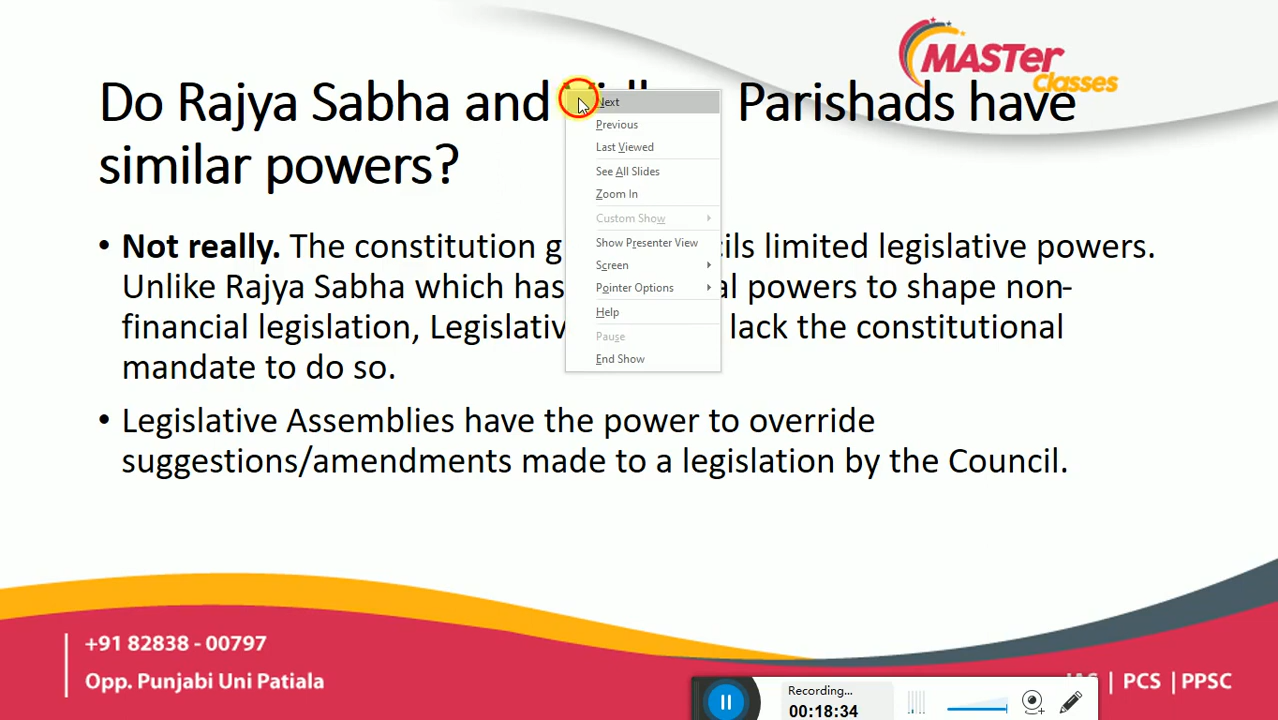 MASTer
Classes
Do Rajya Sabha and Parishads have
similar powers?
Next
Previous
Last Viewed
See All Slides
Zoom In
Custom Show
Show Presenter View
Screen
Pointer Options
Help
Pause
End Show
• Not really. The constitution limited legislative powers.
Unlike Rajya Sabha which has powers to shape non-
financial legislation, lack the constitutional
mandate to do so.
• Legislative Assemblies have the power to override
suggestions/amendments made to a legislation by the Council.
+91 82838 - 00797
Opp. Punjabi Uni Patiala
IAS | PCS | PPSC
Recording...
00:18:34